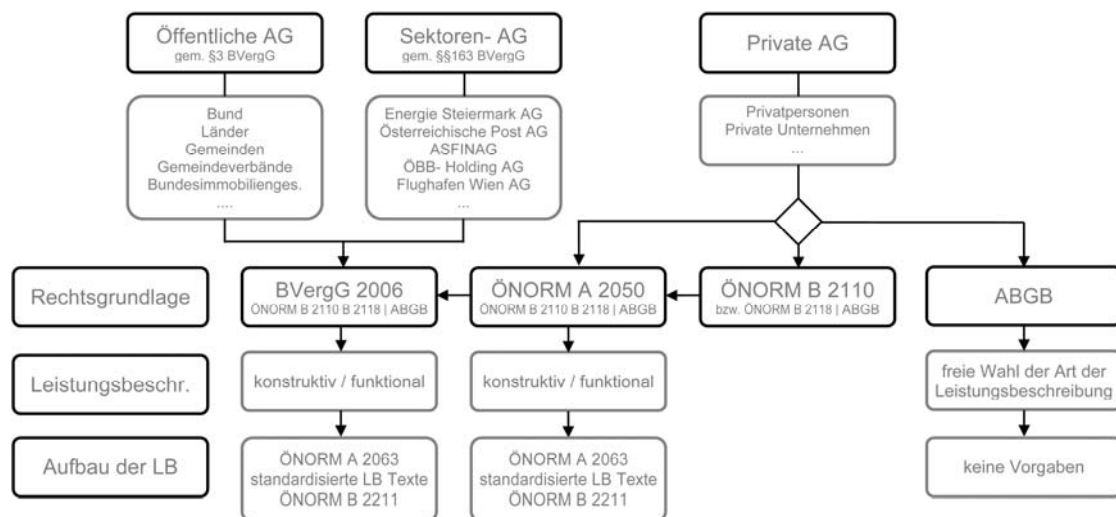 Öffentliche AG
gem. §3 BVergG
Sektoren- AG
gem. §§163 BVergG
Private AG
Bund
Länder
Gemeinden
Gemeindeverbände
Bundesimmobilienges.
....
Energie Steiermark AG
Österreichische Post AG
ASFINAG
ÖBB- Holding AG
Flughafen Wien AG
...
Privatpersonen
Private Unternehmen
...
Rechtsgrundlage
BVergG 2006
ÖNORM B 2110 B 2118 | ABGB
ÖNORM A 2050
ÖNORM B 2110 B 2118 | ABGB
ÖNORM B 2110
bzw. ÖNORM B 2118 | ABGB
ABGB
Leistungsbeschr.
konstruktiv / funktional
konstruktiv / funktional
freie Wahl der Art der
Leistungsbeschreibung
Aufbau der LB
ÖNORM A 2063
standardisierte LB Texte
ÖNORM B 2211
ÖNORM A 2063
standardisierte LB Texte
ÖNORM B 2211
keine Vorgaben